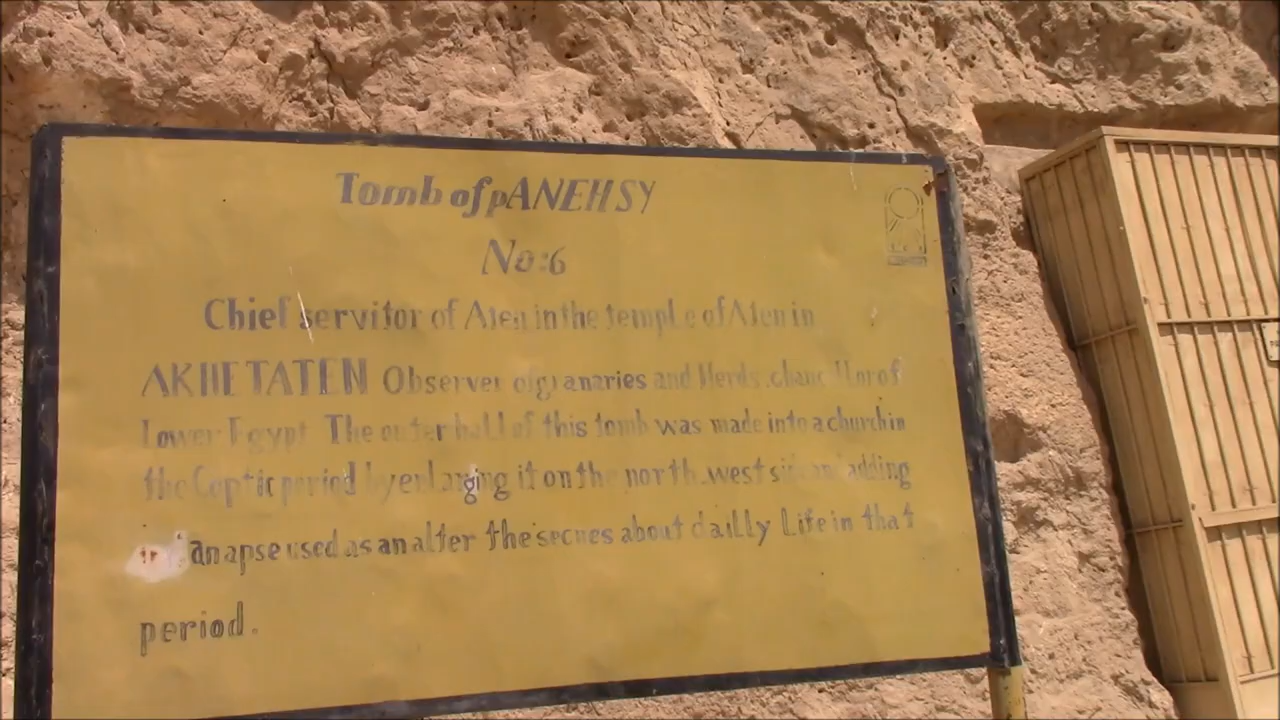 Tomb of pANEHSY
No:6
Chief servitor of Aten in the temple of Aten in
AKHETATEN Observer of granaries and Herds .chancllor of
Lower Egypt The outer hall of this tomb was made into a church in
the Coptic period by enlarging it on the north .west side and adding
an apse used as an alter the secnes about dailly Life in that
period.